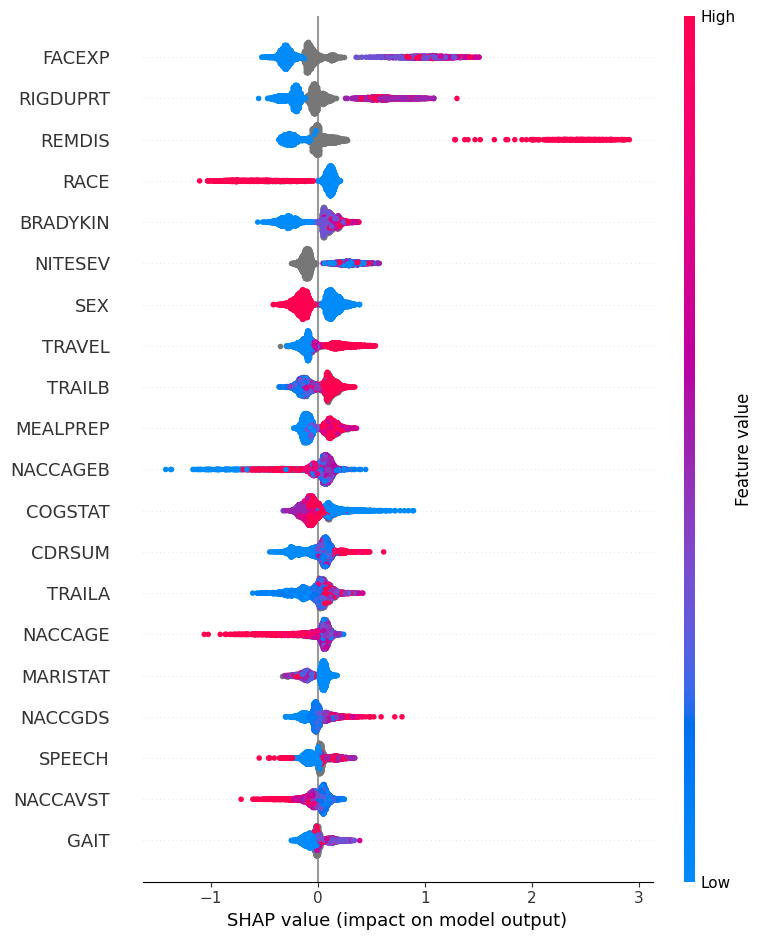 High
FACEXP
RIGDUPRT
REMDIS
RACE
BRADYKIN
NITESEV
SEX
TRAVEL
TRAILB
MEALPREP
NACCAGEB
COGSTAT
CDRSUM
TRAILA
NACCAGE
MARISTAT
NACCGDS
SPEECH
NACCAVST
GAIT
Feature value
Low
−1 0 1 2 3
SHAP value (impact on model output)